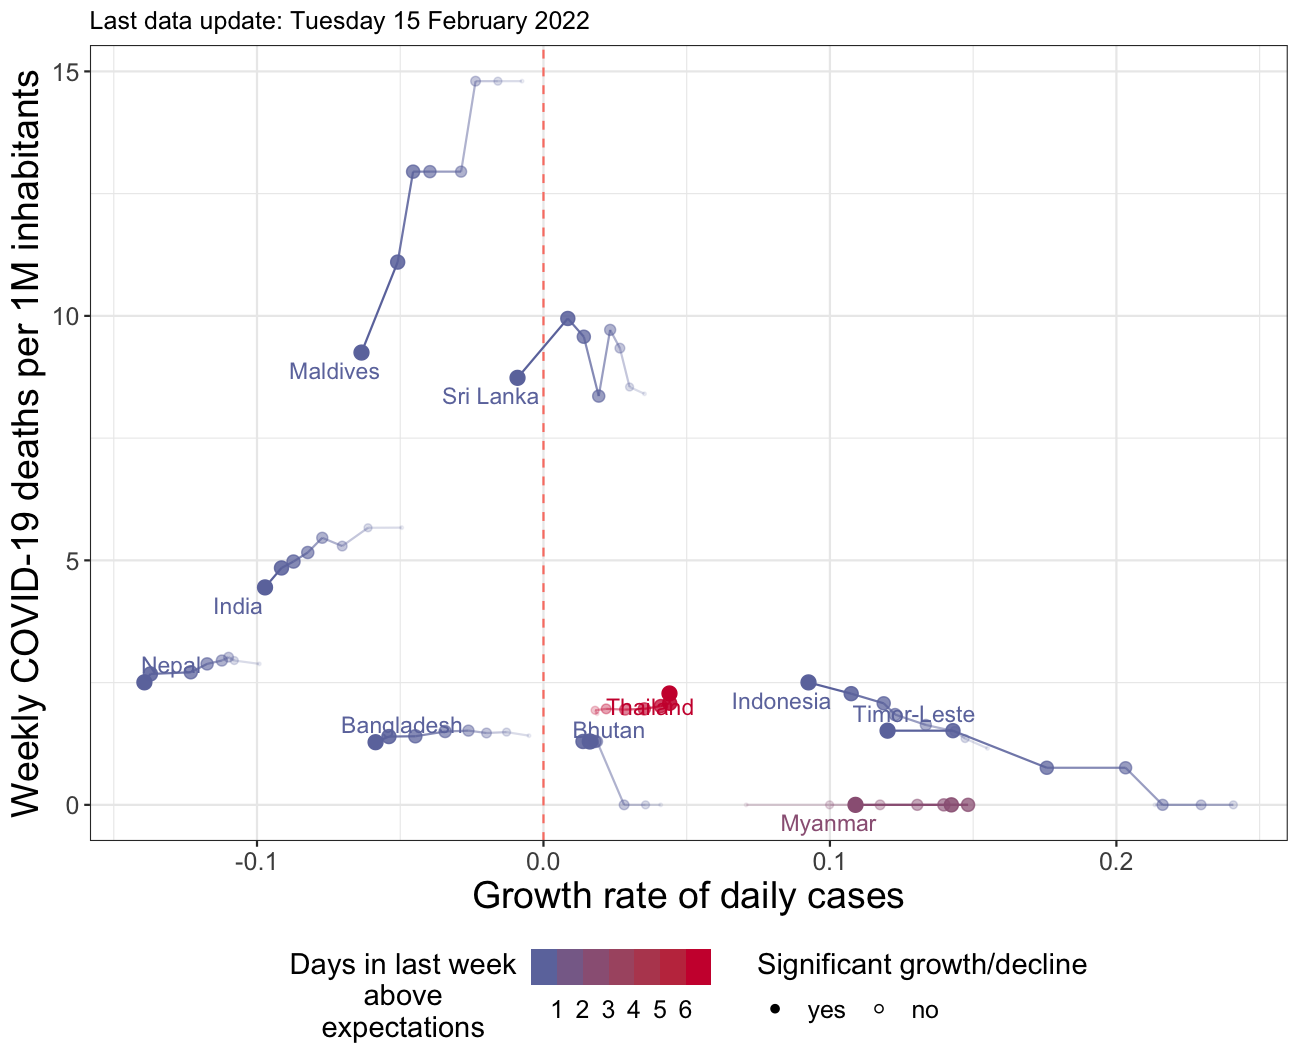 Last data update: Tuesday 15 February 2022
Weekly COVID-19 deaths per 1M inhabitants
15
10
5
0
Maldives
Sri Lanka
India
Nepal
Thailand
Indonesia
Timor-Leste
Bangladesh
Bhutan
Myanmar
-0.1 0.0 0.1 0.2
Growth rate of daily cases
Days in last week
above
expectations
1 2 3 4 5 6
Significant growth/decline
yes no